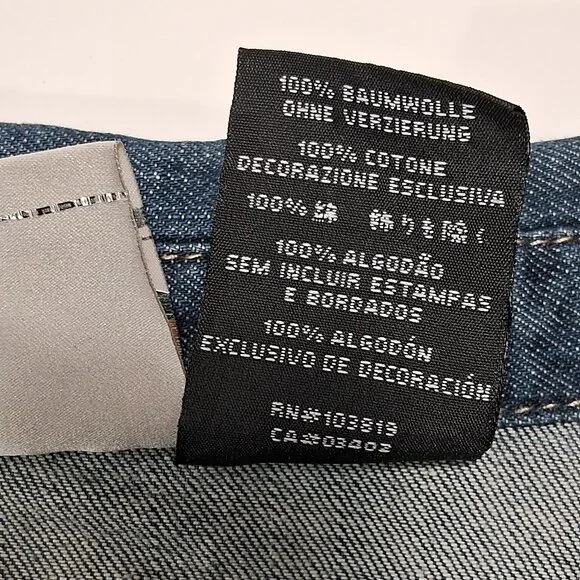 100% BAUMWOLLE
OHNE VERZIERUNG
100% COTONE
DECORAZIONE ESCLUSIVA
100% 綿 飾りを除く
100% ALGODÃO
SEM INCLUIR ESTAMPAS
E BORDADOS
100% ALGODÓN
EXCLUSIVO DE DECORACIÓN
RN#103819
CA#03402